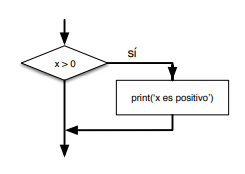 sí
x > 0
print(‘x es positivo’)